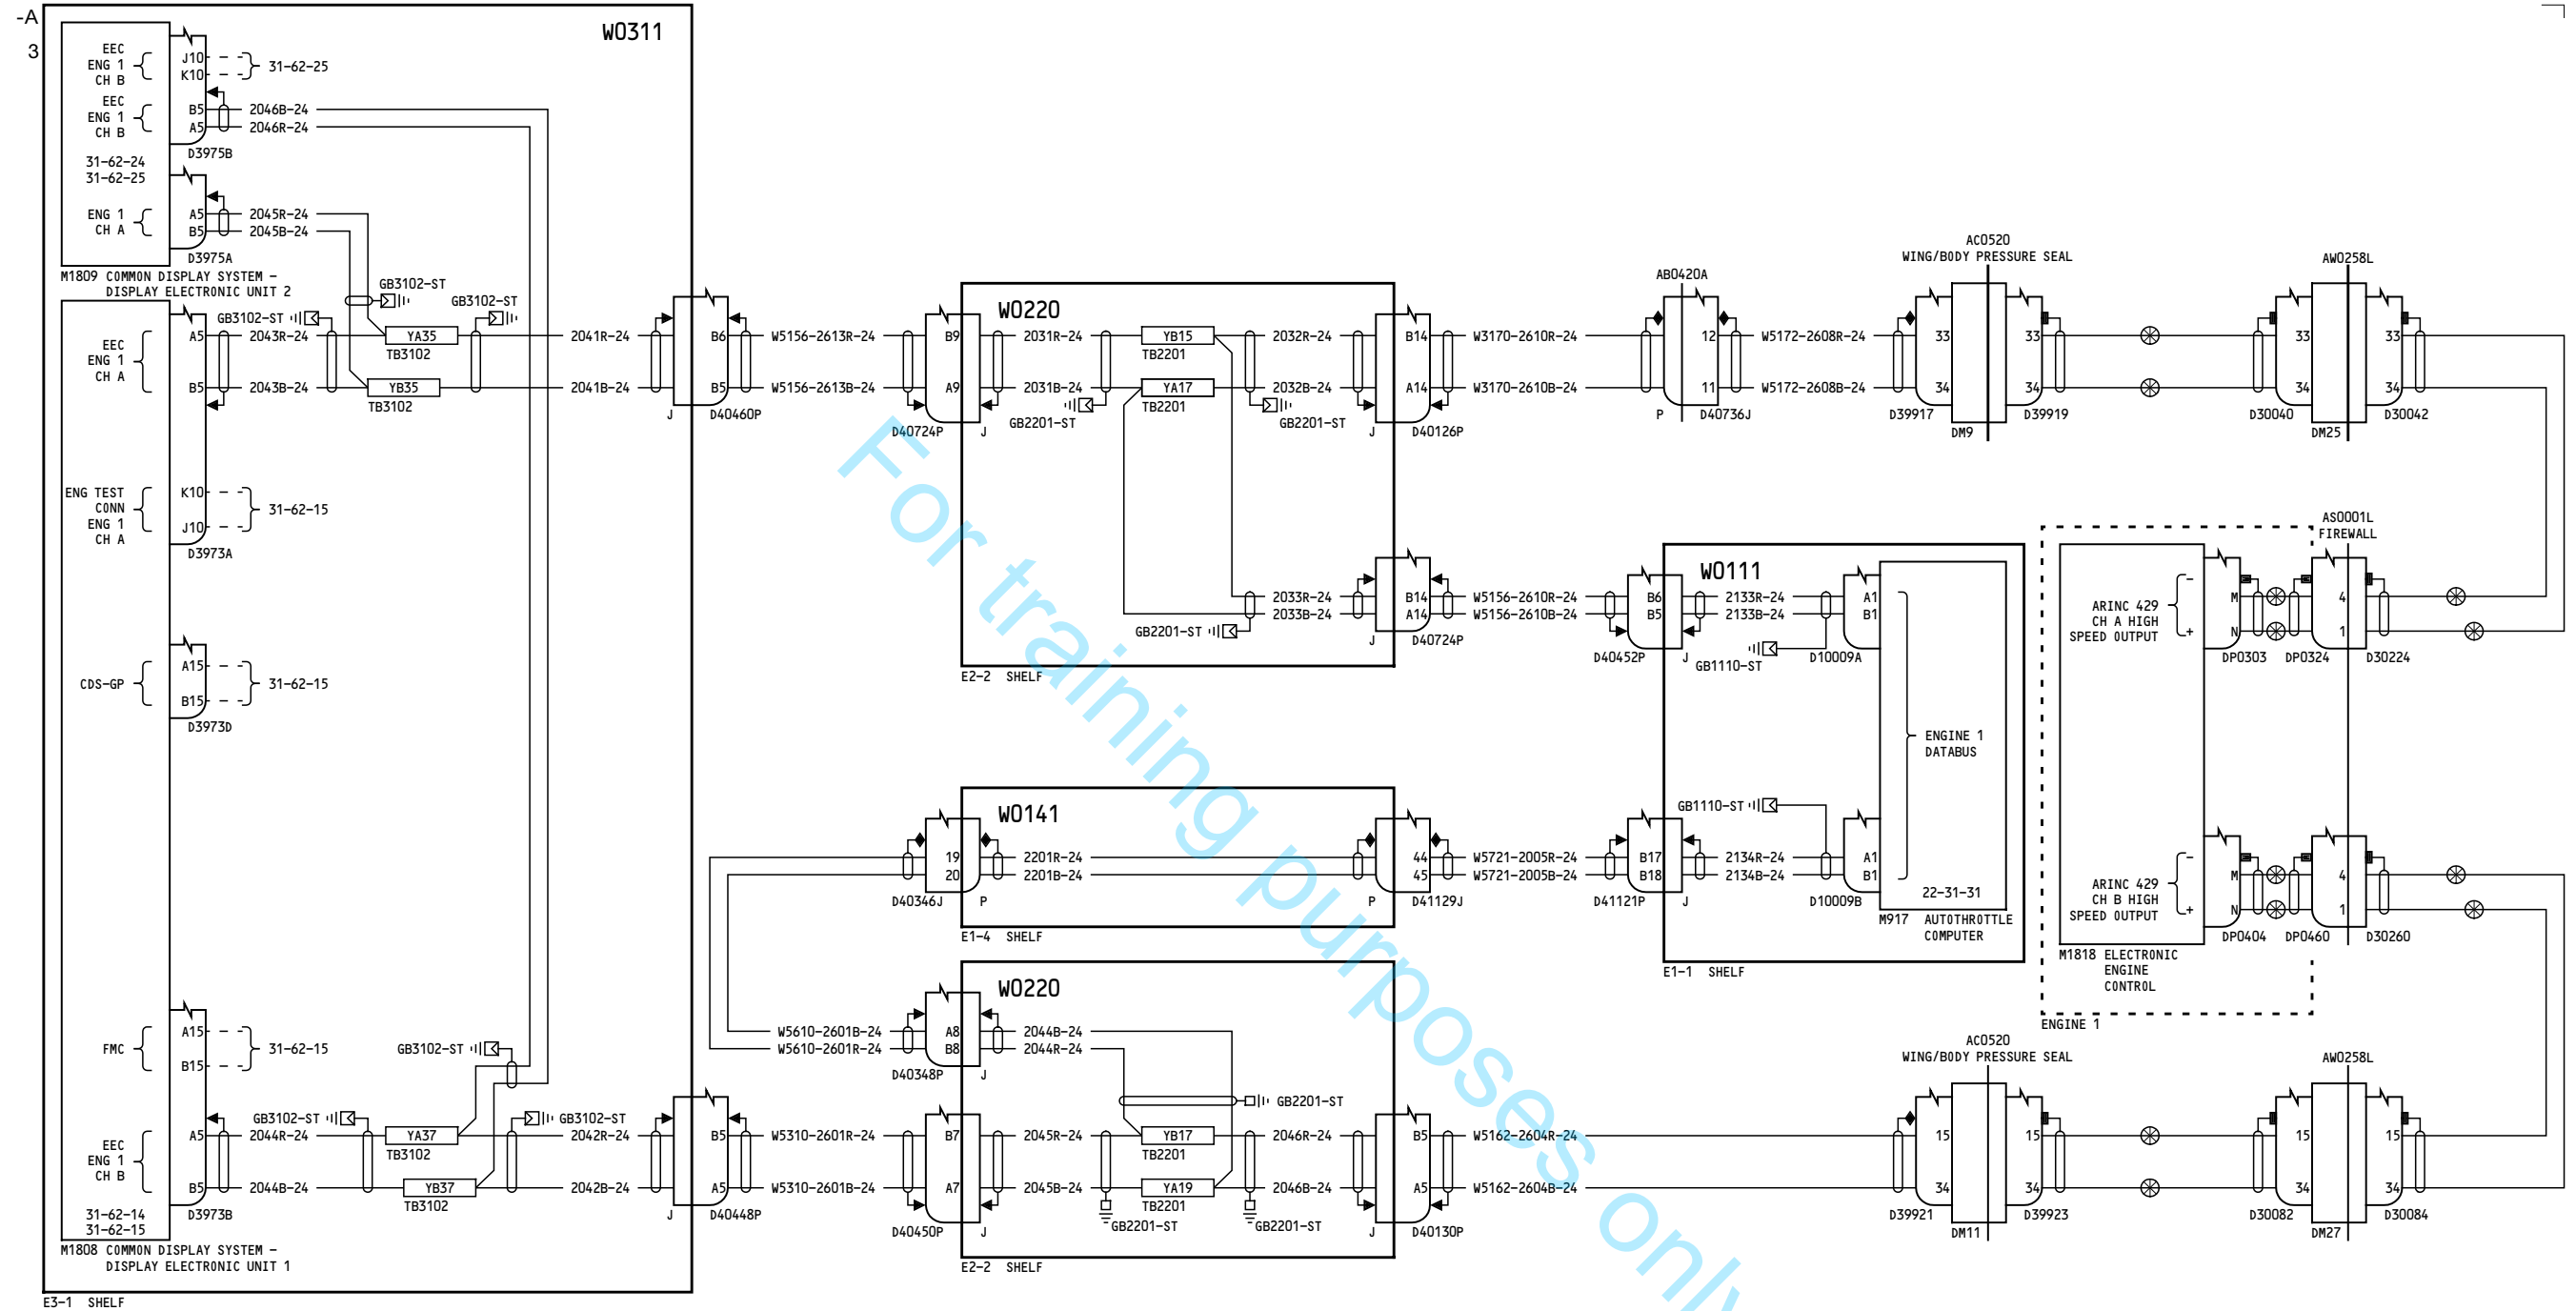 -A
3
W0311
EEC
ENG 1
CH B
J10
K10
31-62-25
EEC
ENG 1
CH B
B5
A5
2046B-24
2046R-24
D3975B
31-62-24
31-62-25
ENG 1
CH A
A5
B5
2045R-24
2045B-24
D3975A
M1809 COMMON DISPLAY SYSTEM -
DISPLAY ELECTRONIC UNIT 2
GB3102-ST
GB3102-ST
GB3102-ST
EEC
ENG 1
CH A
A5
2043R-24
YA35
TB3102
2041R-24
B6
W5156-2613R-24
B5
2043B-24
YB35
TB3102
2041B-24
B5
W5156-2613B-24
J
D40460P
ENG TEST
CONN
ENG 1
CH A
K10
J10
31-62-15
D3973A
CDS-GP
A15
B15
31-62-15
D3973D
FMC
A15
B15
31-62-15
GB3102-ST
GB3102-ST
GB3102-ST
EEC
ENG 1
CH B
A5
2044R-24
YA37
TB3102
2042R-24
B5
W5310-2601R-24
B5
2044B-24
YB37
TB3102
2042B-24
A5
W5310-2601B-24
D3973B
J
D40448P
31-62-14
31-62-15
M1808 COMMON DISPLAY SYSTEM -
DISPLAY ELECTRONIC UNIT 1
E3-1 SHELF
W0220
B9
2031R-24
YB15
TB2201
2032R-24
B14
W3170-2610R-24
A9
2031B-24
YA17
TB2201
2032B-24
A14
W3170-2610B-24
GB2201-ST
GB2201-ST
D40724P
J
J
D40126P
2033R-24
2033B-24
B14
A14
W5156-2610R-24
W5156-2610B-24
GB2201-ST
J
D40724P
E2-2 SHELF
W0141
19
20
2201R-24
2201B-24
44
45
W5721-2005R-24
W5721-2005B-24
D40346J
P
P
D41129J
E1-4 SHELF
W0220
W5610-2601B-24
W5610-2601R-24
A8
B8
2044B-24
2044R-24
D40348P
J
GB2201-ST
B7
2045R-24
YB17
TB2201
2046R-24
B5
W5162-2604R-24
A7
2045B-24
YA19
TB2201
2046B-24
A5
W5162-2604B-24
GB2201-ST
GB2201-ST
D40450P
J
J
D40130P
E2-2 SHELF
AB0420A
12
11
W5172-2608R-24
W5172-2608B-24
P
D40736J
AC0520
WING/BODY PRESSURE SEAL
33
34
33
34
D39917
DM9
D39919
AW0258L
33
34
33
34
D30040
DM25
D30042
W0111
B6
B5
2133R-24
2133B-24
A1
B1
D40452P
J
GB1110-ST
D10009A
ENGINE 1
DATABUS
GB1110-ST
B17
B18
2134R-24
2134B-24
A1
B1
22-31-31
D41121P
J
D10009B
M917 AUTOTHROTTLE
COMPUTER
E1-1 SHELF
AS0001L
FIREWALL
ARINC 429
CH A HIGH
SPEED OUTPUT
-
+
M
N
4
1
DP0303
DP0324
D30224
ARINC 429
CH B HIGH
SPEED OUTPUT
-
+
M
N
4
1
DP0404
DP0460
D30260
M1818 ELECTRONIC
ENGINE
CONTROL
ENGINE 1
AC0520
WING/BODY PRESSURE SEAL
15
34
15
34
D39921
DM11
D39923
AW0258L
15
34
15
34
D30082
DM27
D30084
For training purposes only